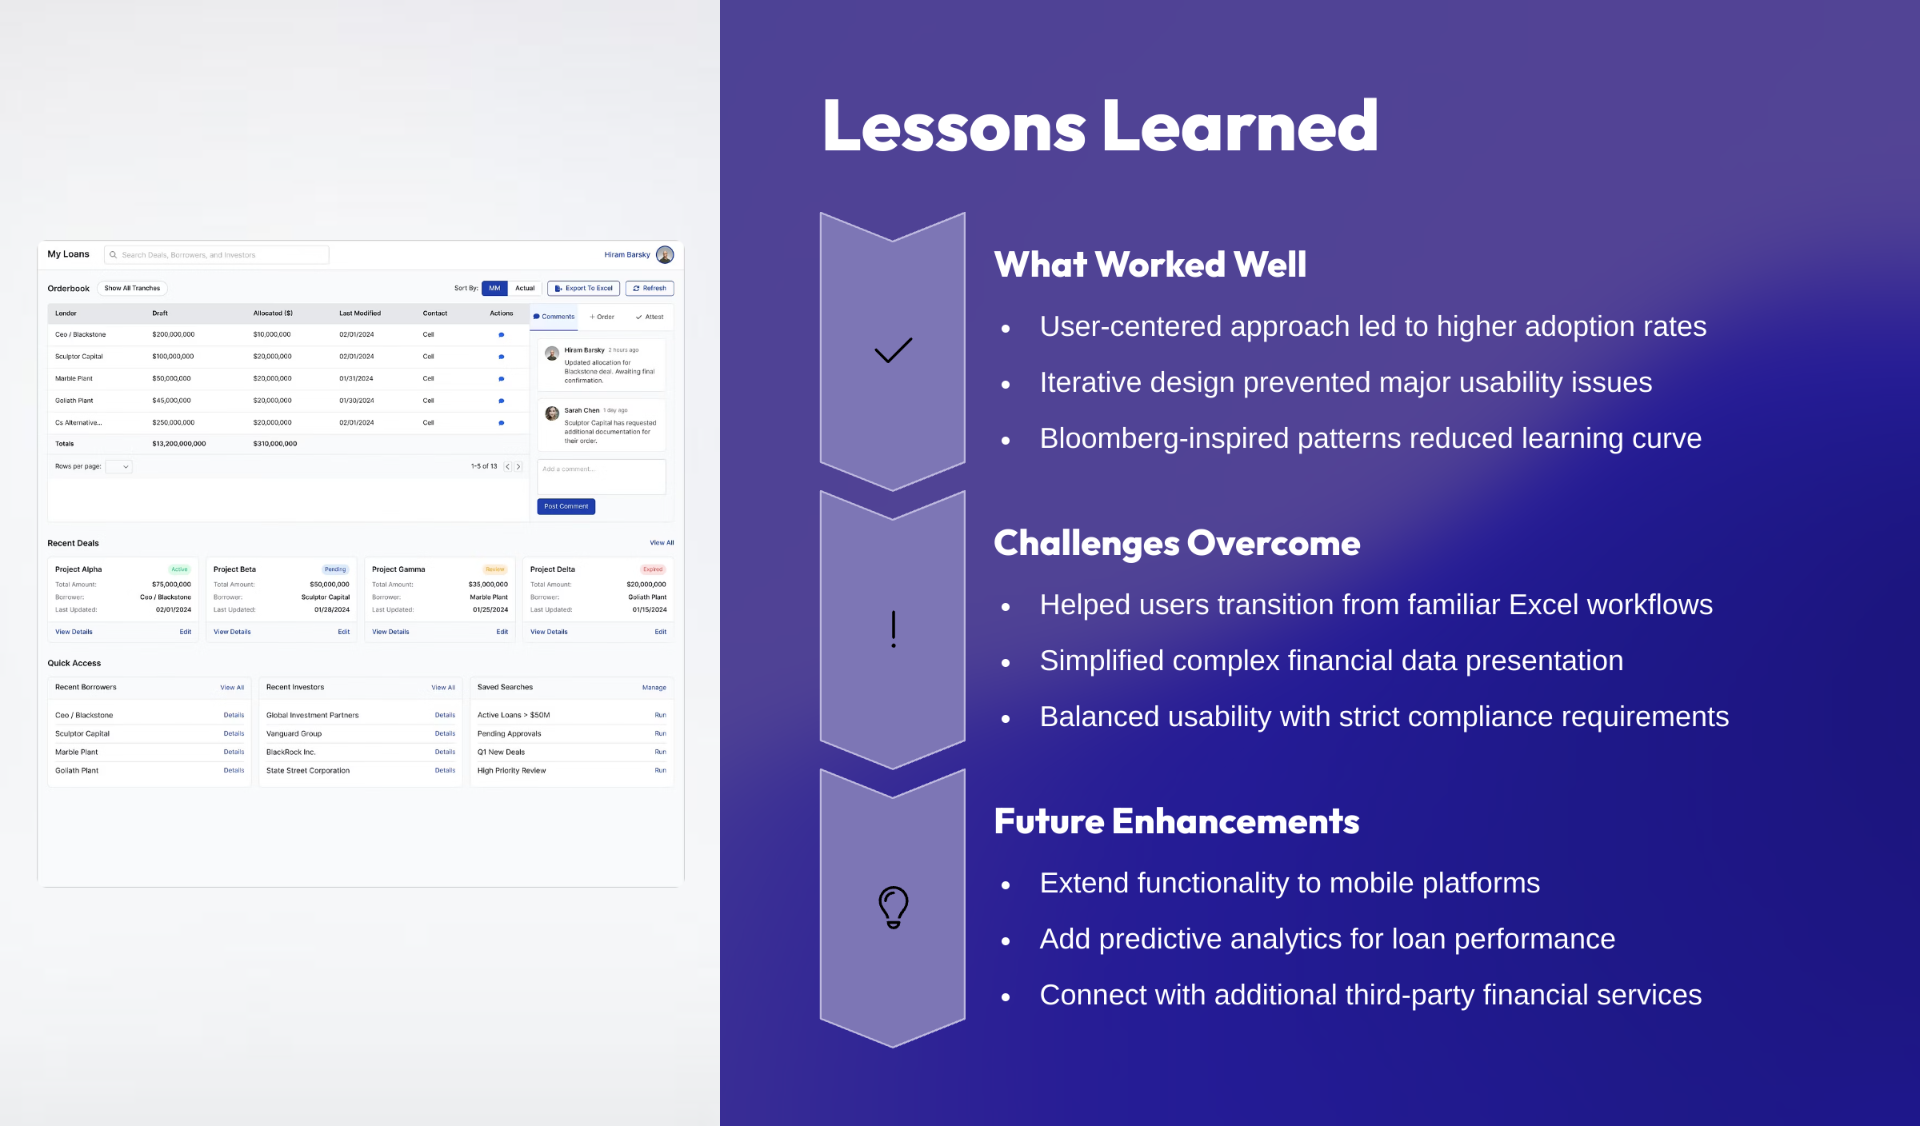 My Loans
Search Deals, Borrowers, and Investors
Hiram Barsky
Orderbook
Show All Tranches
Sort By:
MM
Actual
Export To Excel
Refresh
Lender Draft Allocated ($) Last Modified Contact Actions
Ceo / Blackstone $200,000,000 $10,000,000 02/01/2024 Cell
Sculptor Capital $100,000,000 $20,000,000 02/01/2024 Cell
Marble Plant $50,000,000 $20,000,000 01/31/2024 Cell
Goliath Plant $45,000,000 $20,000,000 01/30/2024 Cell
Cs Alternative... $250,000,000 $20,000,000 02/01/2024 Cell
Totals $13,200,000,000 $310,000,000
Rows per page:
1-5 of 13
Comments
Order
Attest
Hiram Barsky 2 hours ago
Updated allocation for
Blackstone deal. Awaiting final
confirmation.
Sarah Chen 1 day ago
Sculptor Capital has requested
additional documentation for
their order.
Add a comment...
Post Comment
Recent Deals
View All
Project Alpha Active
Total Amount: $75,000,000
Borrower: Ceo / Blackstone
Last Updated: 02/01/2024
View Details Edit
Project Beta Pending
Total Amount: $50,000,000
Borrower: Sculptor Capital
Last Updated: 01/28/2024
View Details Edit
Project Gamma Review
Total Amount: $35,000,000
Borrower: Marble Plant
Last Updated: 01/25/2024
View Details Edit
Project Delta Expired
Total Amount: $20,000,000
Borrower: Goliath Plant
Last Updated: 01/15/2024
View Details Edit
Quick Access
Recent Borrowers View All
Ceo / Blackstone Details
Sculptor Capital Details
Marble Plant Details
Goliath Plant Details
Recent Investors View All
Global Investment Partners Details
Vanguard Group Details
BlackRock Inc. Details
State Street Corporation Details
Saved Searches Manage
Active Loans > $50M Run
Pending Approvals Run
Q1 New Deals Run
High Priority Review Run
Lessons Learned
What Worked Well
• User-centered approach led to higher adoption rates
• Iterative design prevented major usability issues
• Bloomberg-inspired patterns reduced learning curve
Challenges Overcome
• Helped users transition from familiar Excel workflows
• Simplified complex financial data presentation
• Balanced usability with strict compliance requirements
Future Enhancements
• Extend functionality to mobile platforms
• Add predictive analytics for loan performance
• Connect with additional third-party financial services